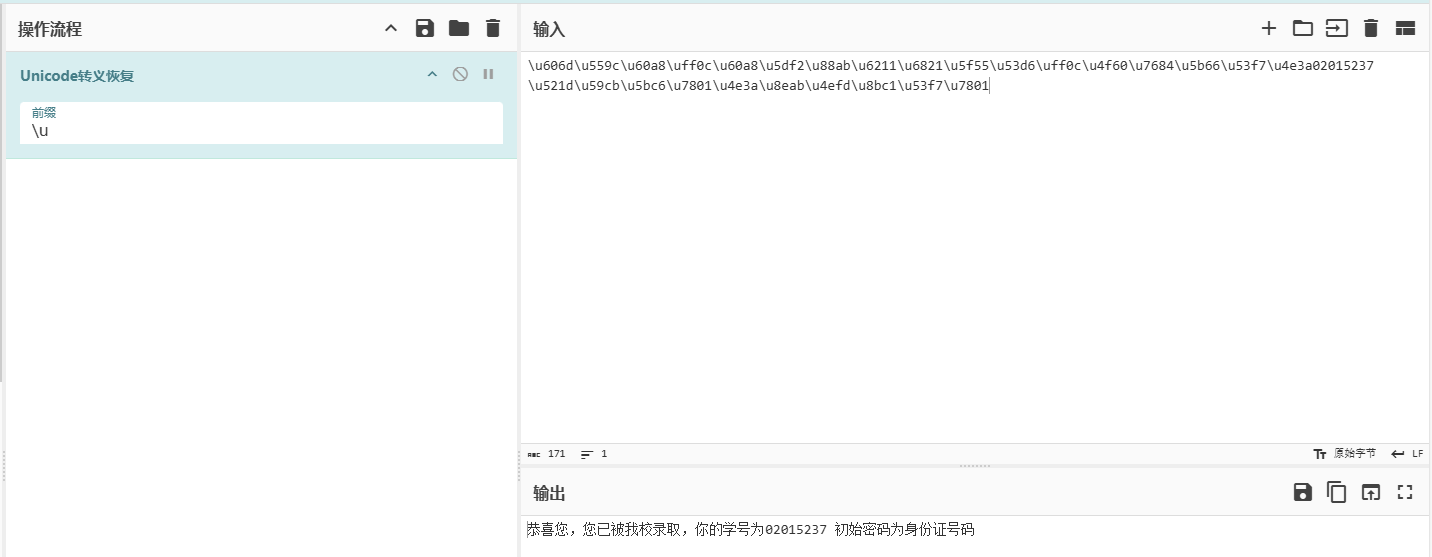 操作流程
Unicode转义恢复
前缀
\u
输入
\u606d\u559c\u60a8\uff0c\u60a8\u5df2\u88ab\u6211\u6821\u5f55\u53d6\uff0c\u4f60\u7684\u5b66\u53f7\u4e3a02015237
\u521d\u59cb\u5bc6\u7801\u4e3a\u8eab\u4efd\u8bc1\u53f7\u7801
ABC 171 1 Tт 原始字节 LF
输出
恭喜您，您已被我校录取，你的学号为02015237 初始密码为身份证号码